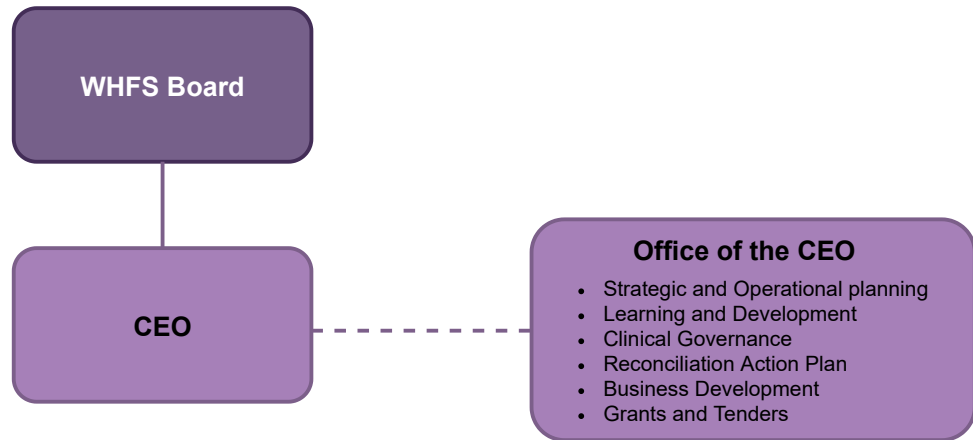 WHFS Board
CEO
Office of the CEO
• Strategic and Operational planning
• Learning and Development
• Clinical Governance
• Reconciliation Action Plan
• Business Development
• Grants and Tenders